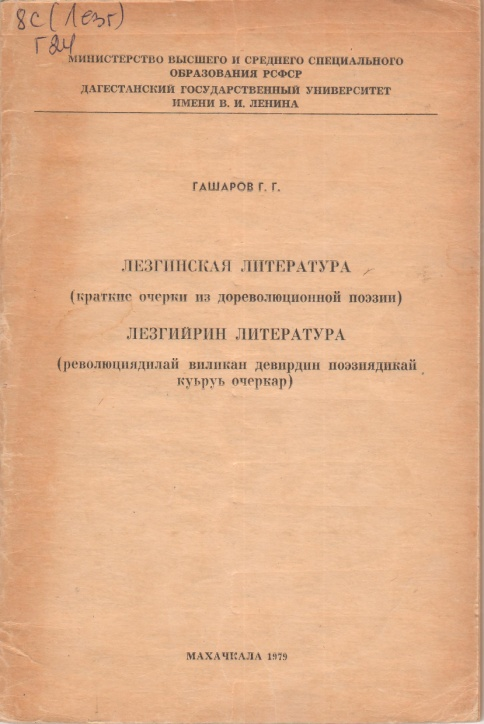 8С(Лезг)
Г24
МИНИСТЕРСТВО ВЫСШЕГО И СРЕДНЕГО СПЕЦИАЛЬНОГО
ОБРАЗОВАНИЯ РСФСР
ДАГЕСТАНСКИЙ ГОСУДАРСТВЕННЫЙ УНИВЕРСИТЕТ
ИМЕНИ В. И. ЛЕНИНА
ГАШАРОВ Г. Г.
ЛЕЗГИНСКАЯ ЛИТЕРАТУРА
(краткие очерки из дореволюционной поэзии)
ЛЕЗГИЙРИН ЛИТЕРАТУРА
(революциядилай виликан девирдин поэзиядикай
куьруь очеркар)
МАХАЧКАЛА 1979